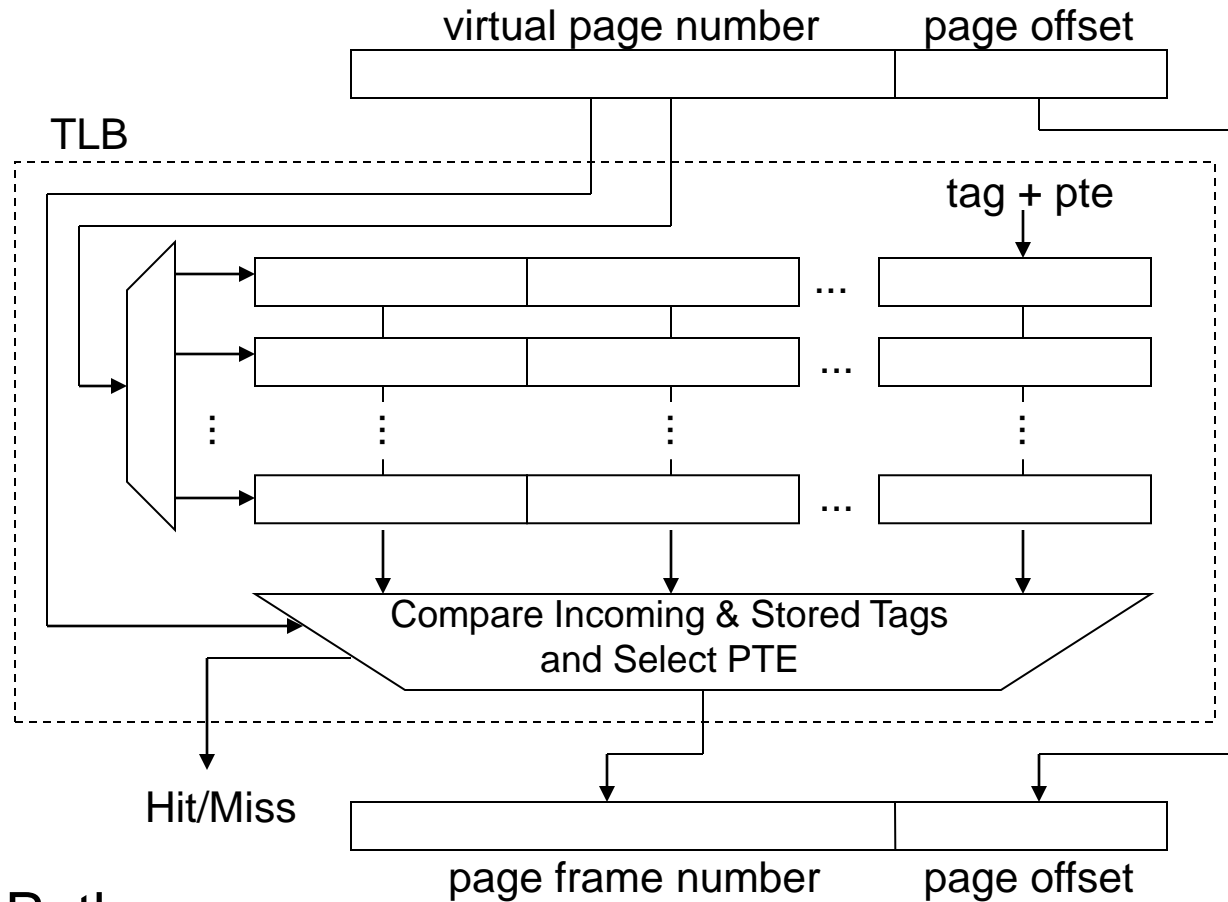 virtual page number page offset
TLB
tag + pte
...
...
...
...
Compare Incoming & Stored Tags
and Select PTE
Hit/Miss
page frame number page offset